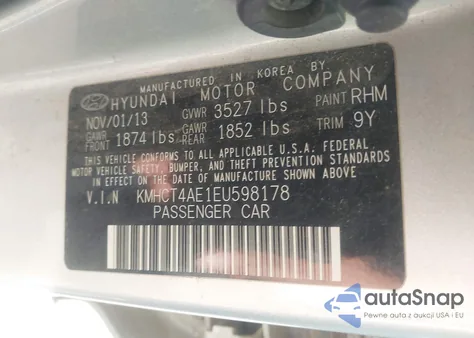 MANUFACTURED IN KOREA BY
HYUNDAI MOTOR COMPANY
NOV/01/13 GVWR 3527 lbs PAINT RHM
GAWR FRONT 1874 lbs GAWR REAR 1852 lbs TRIM 9Y
THIS VEHICLE CONFORMS TO ALL APPLICABLE U.S.A. FEDERAL
MOTOR VEHICLE SAFETY, BUMPER, AND THEFT PREVENTION STANDARDS
IN EFFECT ON THE DATE OF MANUFACTURE SHOWN ABOVE.
V.I.N KMHCT4AE1EU598178
PASSENGER CAR
autoSnap
Pewne auta z aukcji USA i EU